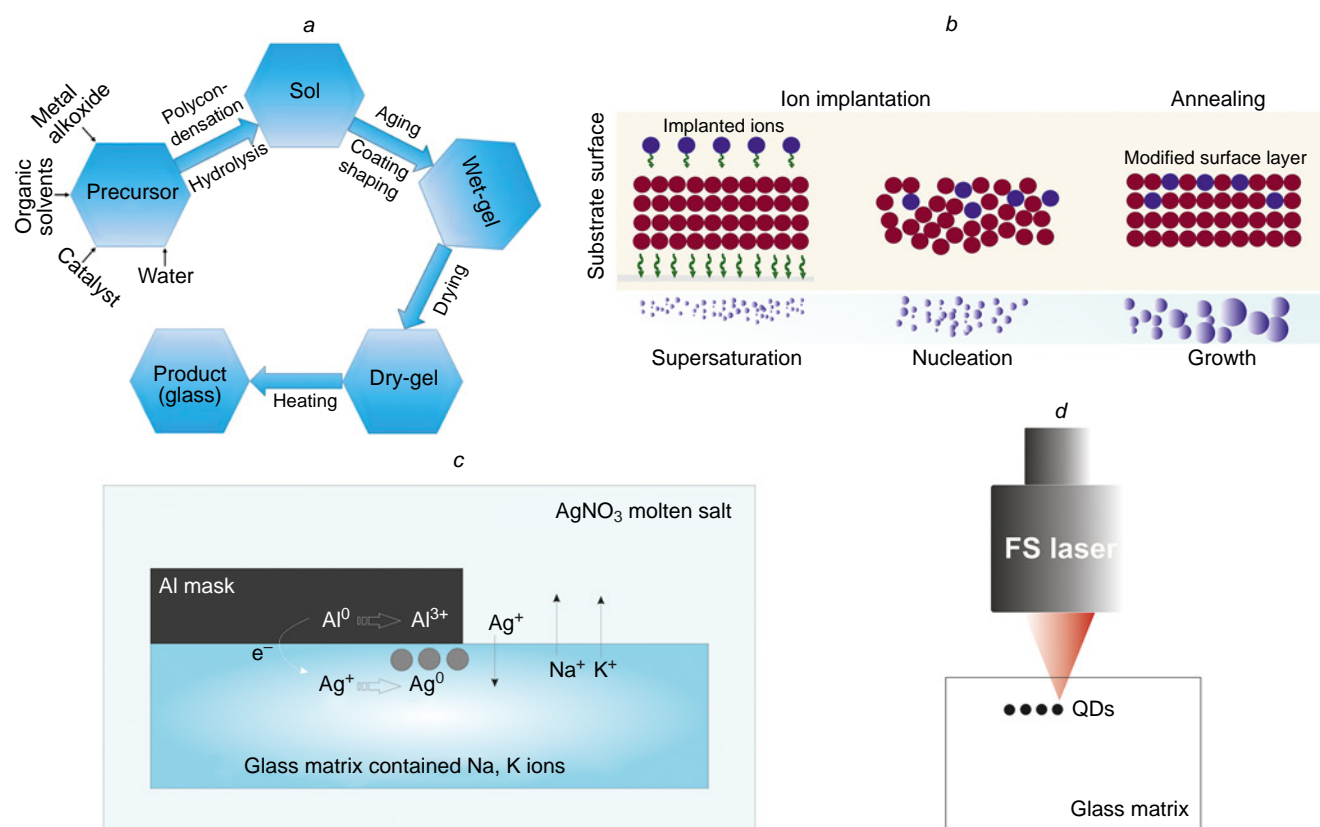 a
Metal
alkoxide
Organic
solvents
Catalyst
Water
Precursor
Polycon-
densation
Hydrolysis
Sol
Aging
Coating
shaping
Wet-gel
Drying
Dry-gel
Heating
Product
(glass)
b
Ion implantation
Annealing
Substrate surface
Implanted ions
Modified surface layer
Supersaturation
Nucleation
Growth
c
AgNO₃ molten salt
Al mask
Al⁰
Al³⁺
Ag⁺
e⁻
Na⁺
K⁺
Ag⁺
Ag⁰
Glass matrix contained Na, K ions
d
FS laser
QDs
Glass matrix